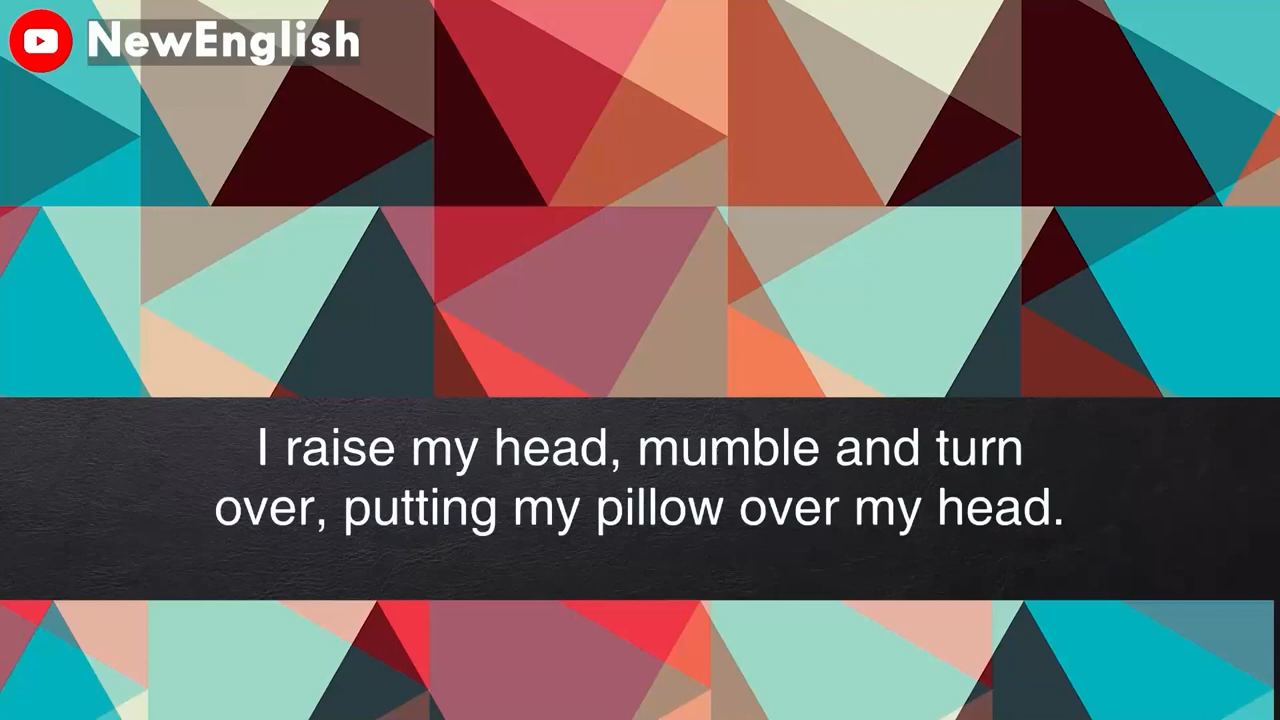 NewEnglish
I raise my head, mumble and turn
over, putting my pillow over my head.